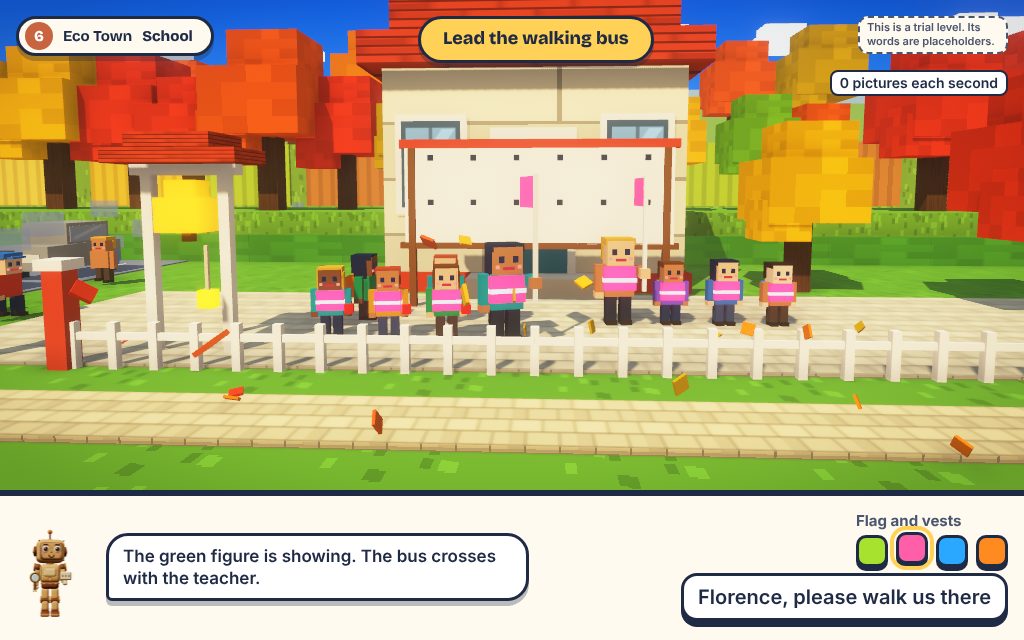 6 Eco Town School
Lead the walking bus
This is a trial level. Its
words are placeholders.
0 pictures each second
The green figure is showing. The bus crosses
with the teacher.
Flag and vests
Florence, please walk us there